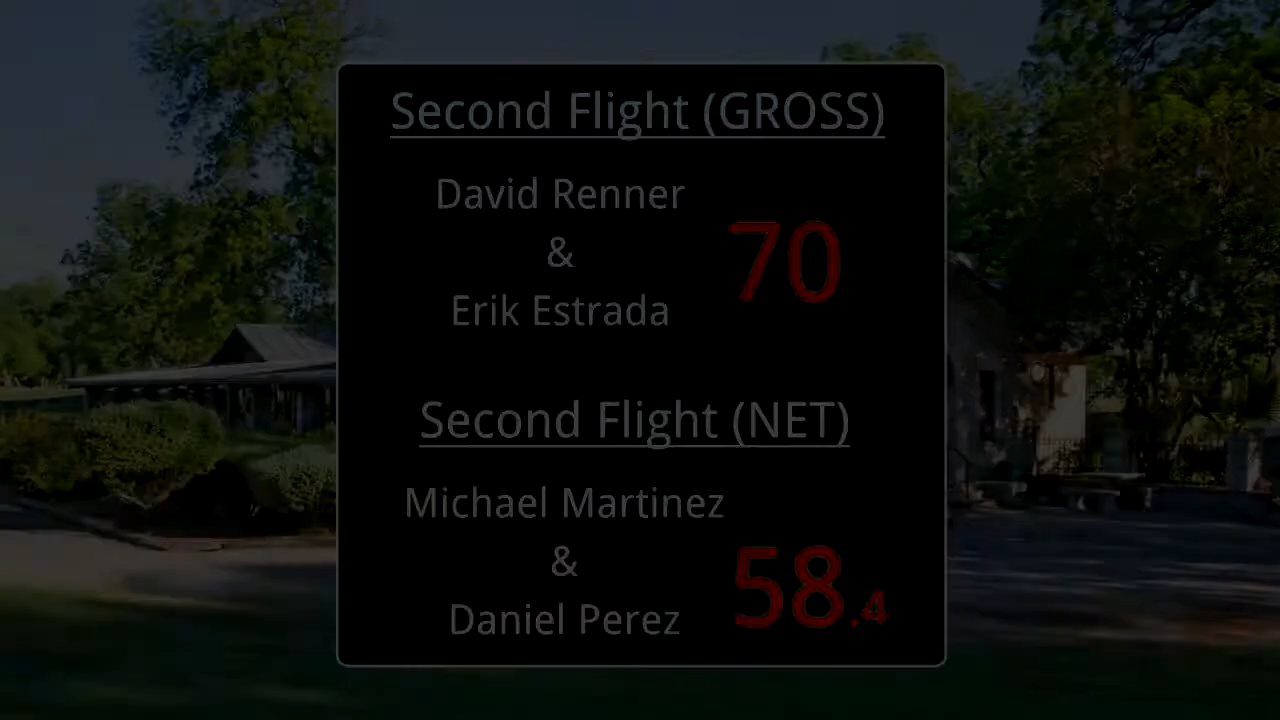 Second Flight (GROSS)
David Renner
&
Erik Estrada
70
Second Flight (NET)
Michael Martinez
&
Daniel Perez
58.4